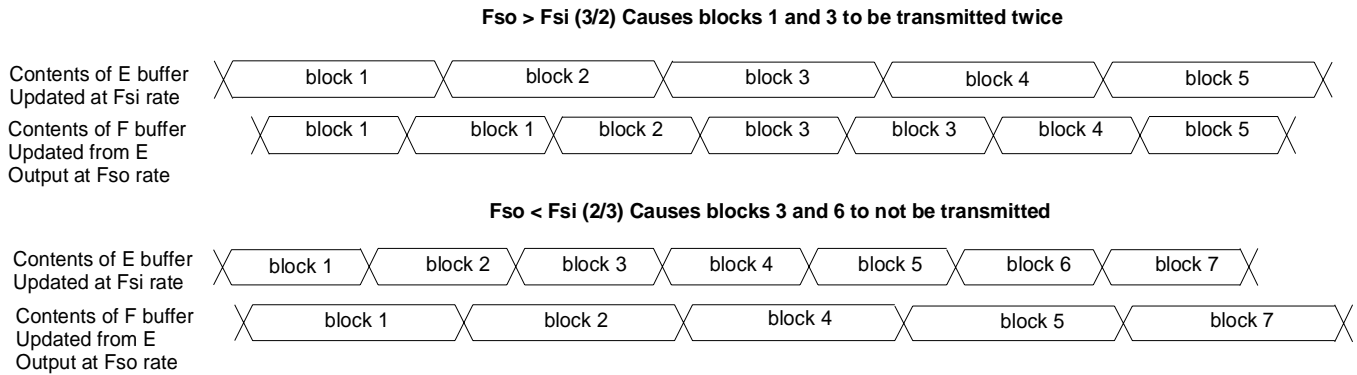 Fso > Fsi (3/2) Causes blocks 1 and 3 to be transmitted twice
Contents of E buffer
Updated at Fsi rate
block 1 block 2 block 3 block 4 block 5
Contents of F buffer
Updated from E
Output at Fso rate
block 1 block 1 block 2 block 3 block 3 block 4 block 5
Fso < Fsi (2/3) Causes blocks 3 and 6 to not be transmitted
Contents of E buffer
Updated at Fsi rate
block 1 block 2 block 3 block 4 block 5 block 6 block 7
Contents of F buffer
Updated from E
Output at Fso rate
block 1 block 2 block 4 block 5 block 7